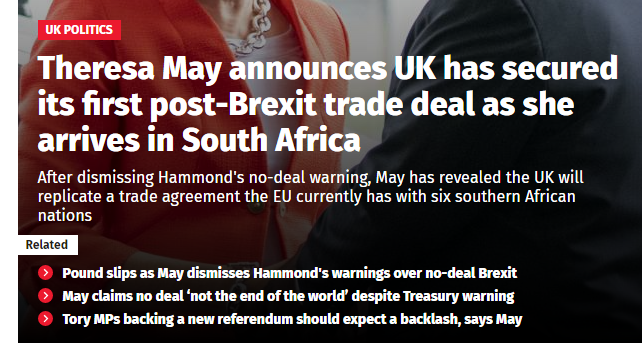 UK POLITICS
Theresa May announces UK has secured
its first post-Brexit trade deal as she
arrives in South Africa
After dismissing Hammond's no-deal warning, May has revealed the UK will
replicate a trade agreement the EU currently has with six southern African
nations
Related
Pound slips as May dismisses Hammond's warnings over no-deal Brexit
May claims no deal ‘not the end of the world’ despite Treasury warning
Tory MPs backing a new referendum should expect a backlash, says May